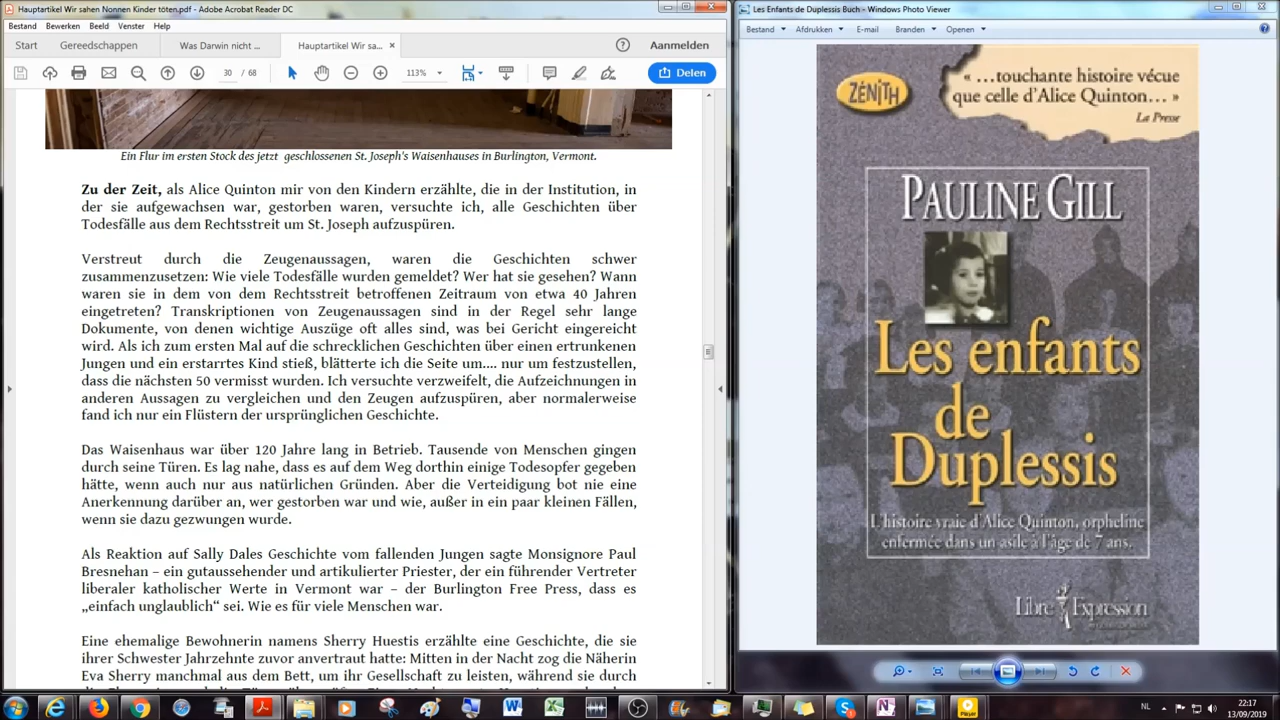 Hauptartikel Wir sahen Nonnen Kinder töten.pdf - Adobe Acrobat Reader DC
Bestand Bewerken Beeld Venster Help
Start Gereedschappen Was Darwin nicht ... Hauptartikel Wir sa... × Aanmelden
30 / 68 113% Delen
Ein Flur im ersten Stock des jetzt geschlossenen St. Joseph's Waisenhauses in Burlington, Vermont.
Zu der Zeit, als Alice Quinton mir von den Kindern erzählte, die in der Institution, in
der sie aufgewachsen war, gestorben waren, versuchte ich, alle Geschichten über
Todesfälle aus dem Rechtsstreit um St. Joseph aufzuspüren.
Verstreut durch die Zeugenaussagen, waren die Geschichten schwer
zusammenzusetzen: Wie viele Todesfälle wurden gemeldet? Wer hat sie gesehen? Wann
waren sie in dem von dem Rechtsstreit betroffenen Zeitraum von etwa 40 Jahren
eingetreten? Transkriptionen von Zeugenaussagen sind in der Regel sehr lange
Dokumente, von denen wichtige Auszüge oft alles sind, was bei Gericht eingereicht
wird. Als ich zum ersten Mal auf die schrecklichen Geschichten über einen ertrunkenen
Jungen und ein erstarrtes Kind stieß, blätterte ich die Seite um.... nur um festzustellen,
dass die nächsten 50 vermisst wurden. Ich versuchte verzweifelt, die Aufzeichnungen in
anderen Aussagen zu vergleichen und den Zeugen aufzuspüren, aber normalerweise
fand ich nur ein Flüstern der ursprünglichen Geschichte.
Das Waisenhaus war über 120 Jahre lang in Betrieb. Tausende von Menschen gingen
durch seine Türen. Es lag nahe, dass es auf dem Weg dorthin einige Todesopfer gegeben
hätte, wenn auch nur aus natürlichen Gründen. Aber die Verteidigung bot nie eine
Anerkennung darüber an, wer gestorben war und wie, außer in ein paar kleinen Fällen,
wenn sie dazu gezwungen wurde.
Als Reaktion auf Sally Dales Geschichte vom fallenden Jungen sagte Monsignore Paul
Bresnehan – ein gutaussehender und artikulierter Priester, der ein führender Vertreter
liberaler katholischer Werte in Vermont war – der Burlington Free Press, dass es
„einfach unglaublich“ sei. Wie es für viele Menschen war.
Eine ehemalige Bewohnerin namens Sherry Huestis erzählte eine Geschichte, die sie
ihrer Schwester Jahrzehnte zuvor anvertraut hatte: Mitten in der Nacht zog die Näherin
Eva Sherry manchmal aus dem Bett, um ihr Gesellschaft zu leisten, während sie durch
Les Enfants de Duplessis Buch - Windows Photo Viewer
Bestand Afdrukken E-mail Branden Openen
ZÉNITH
« ...touchante histoire vécue
que celle d'Alice Quinton... »
La Presse
PAULINE GILL
Les enfants
de
Duplessis
L'histoire vraie d'Alice Quinton, orpheline
enfermée dans un asile à l'âge de 7 ans.
Libre Expression
NL 22:17
13/09/2019